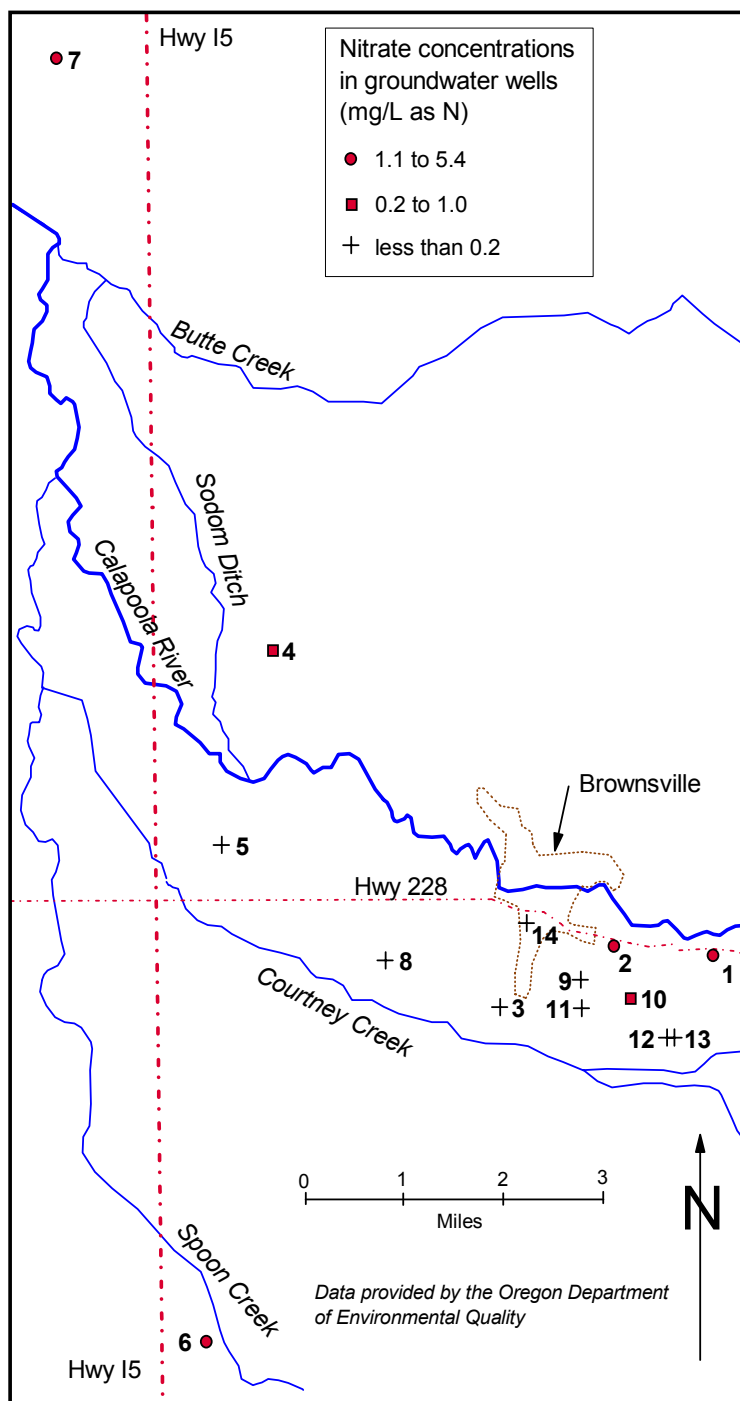 Hwy I5
7
Nitrate concentrations
in groundwater wells
(mg/L as N)
1.1 to 5.4
0.2 to 1.0
less than 0.2
Butte Creek
Sodom Ditch
Calapooia River
4
Brownsville
5
Hwy 228
14
2
1
8
9
10
3
11
12
13
Courtney Creek
0 1 2 3
Miles
N
Spoon Creek
Data provided by the Oregon Department
of Environmental Quality
6
Hwy I5